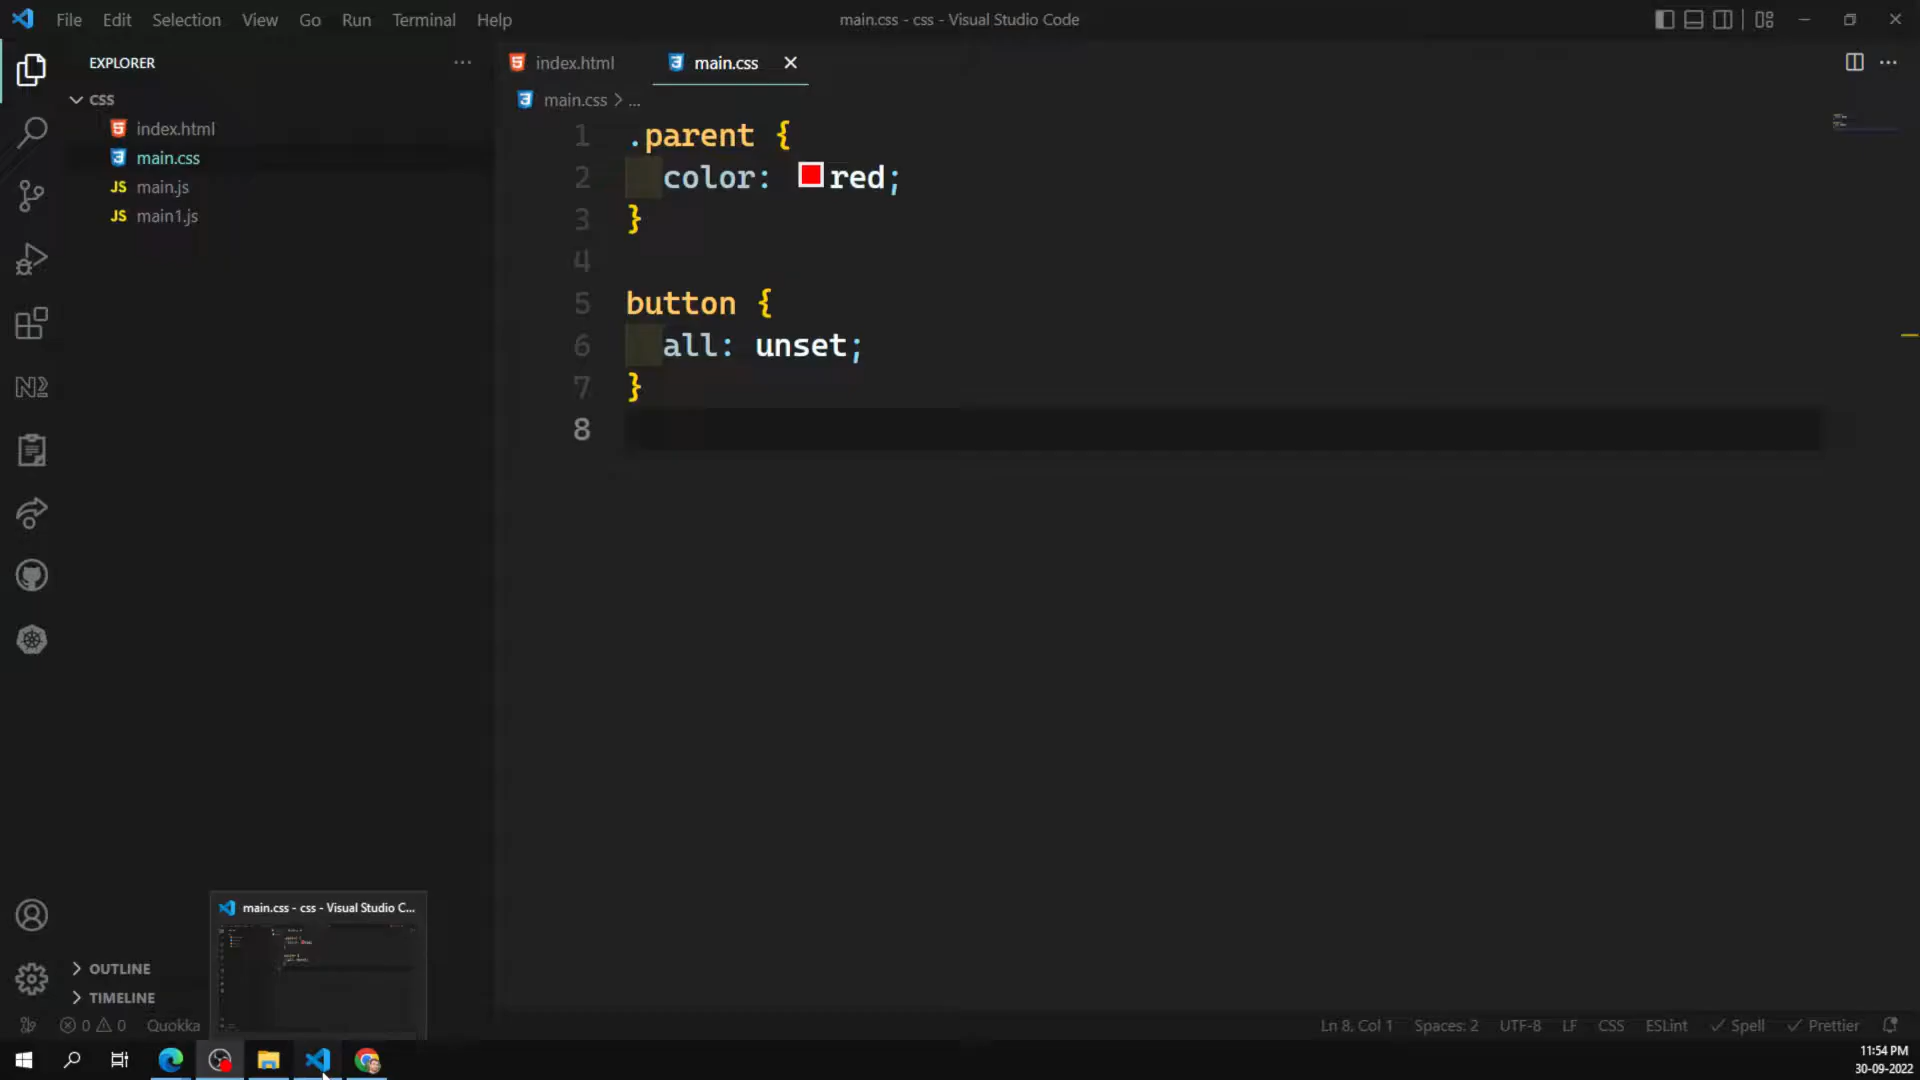 File Edit Selection View Go Run Terminal Help
main.css - css - Visual Studio Code
EXPLORER
CSS
index.html
main.css
JS main.js
JS main1.js
index.html
main.css
main.css > ...
1 .parent {
2 color: red;
3 }
4
5 button {
6 all: unset;
7 }
8
main.css - css - Visual Studio C...
OUTLINE
TIMELINE
0 0 Quokka
Ln 8, Col 1 Spaces: 2 UTF-8 LF CSS ESLint Spell Prettier
11:54 PM
30-09-2022